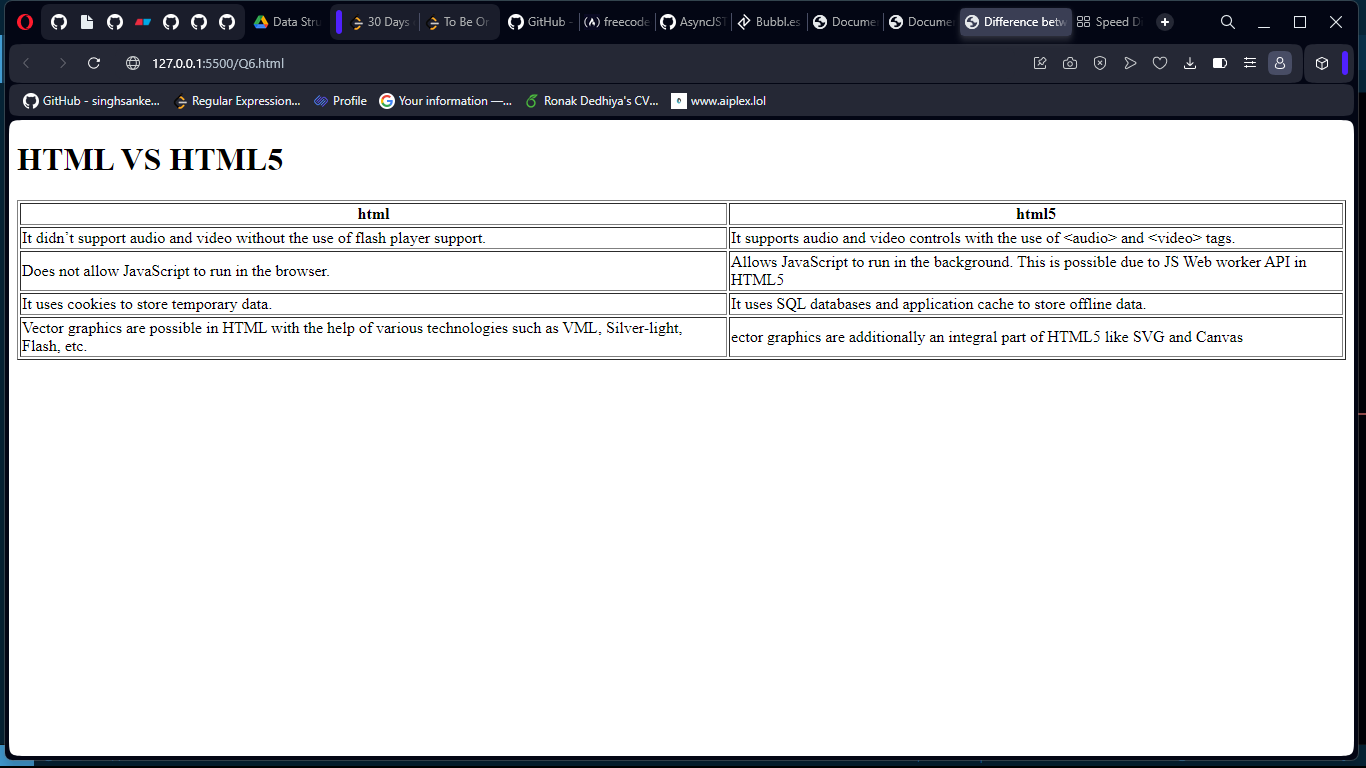 Data Stru
30 Days
To Be Or
GitHub -
freecode
AsyncJST
Bubbl.es
Docume
Docume
Difference betw
Speed Di
127.0.0.1:5500/Q6.html
GitHub - singhsanke...
Regular Expression...
Profile
Your information —...
Ronak Dedhiya's CV...
www.aiplex.lol
HTML VS HTML5
html
html5
It didn’t support audio and video without the use of flash player support.
It supports audio and video controls with the use of <audio> and <video> tags.
Does not allow JavaScript to run in the browser.
Allows JavaScript to run in the background. This is possible due to JS Web worker API in
HTML5
It uses cookies to store temporary data.
It uses SQL databases and application cache to store offline data.
Vector graphics are possible in HTML with the help of various technologies such as VML, Silver-light,
Flash, etc.
ector graphics are additionally an integral part of HTML5 like SVG and Canvas